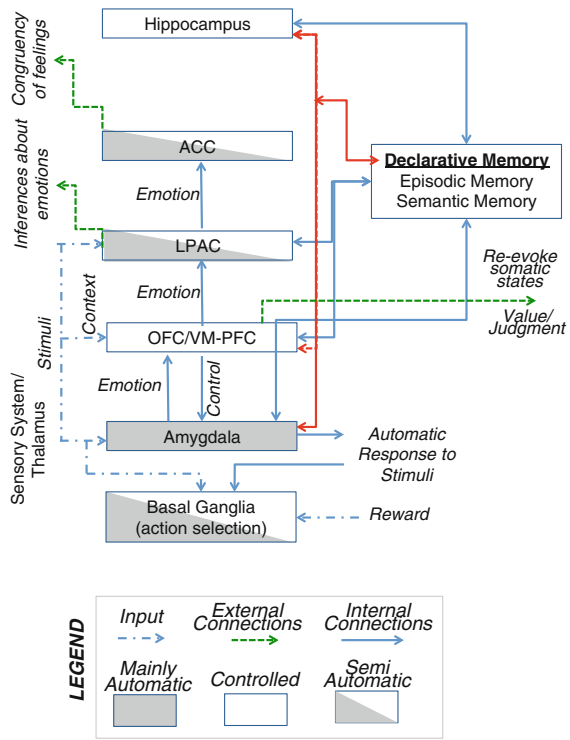 Hippocampus
Congruency
of feelings
ACC
Emotion
Declarative Memory
Episodic Memory
Semantic Memory
Inferences about
emotions
LPAC
Re-evoke
somatic
states
Emotion
Context
Stimuli
Value/
Judgment
OFC/VM-PFC
Emotion
Control
Sensory System/
Thalamus
Amygdala
Automatic
Response to
Stimuli
Basal Ganglia
(action selection)
Reward
LEGEND
Input
External
Connections
Internal
Connections
Mainly
Automatic
Controlled
Semi
Automatic